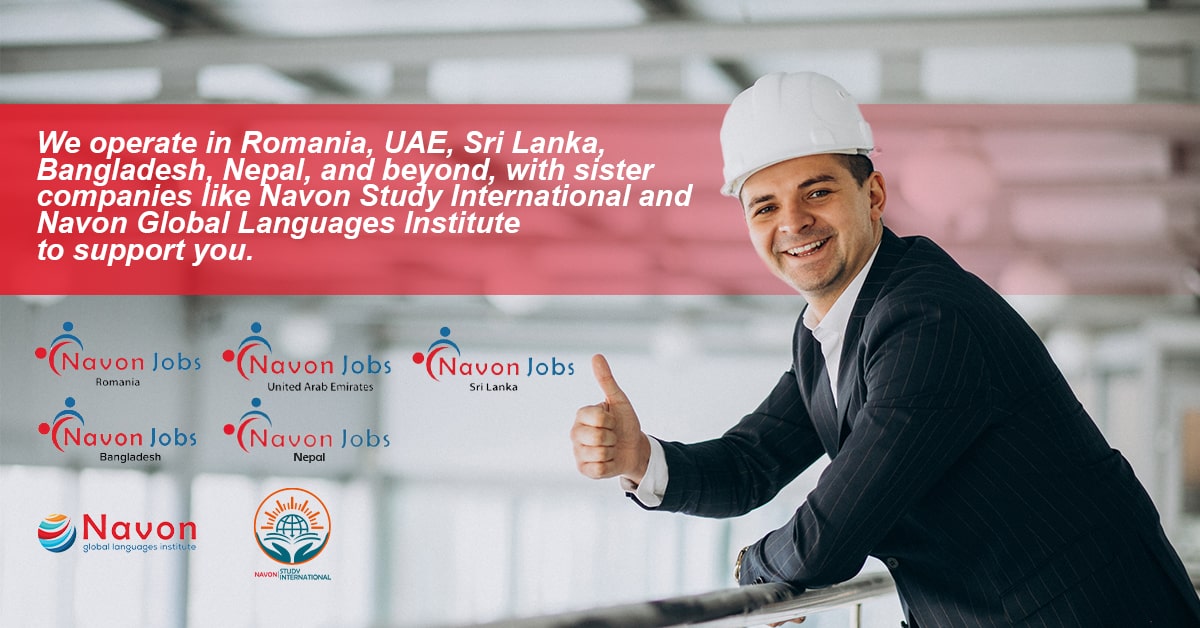 We operate in Romania, UAE, Sri Lanka,
Bangladesh, Nepal, and beyond, with sister
companies like Navon Study International and
Navon Global Languages Institute
to support you.
Navon Jobs
Romania
Navon Jobs
United Arab Emirates
Navon Jobs
Sri Lanka
Navon Jobs
Bangladesh
Navon Jobs
Nepal
Navon
global languages institute
NAVON STUDY
INTERNATIONAL